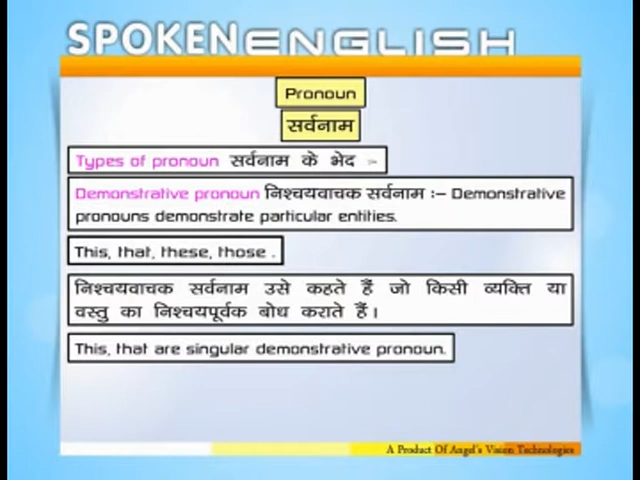 SPOKEN ENGLISH
Pronoun
सर्वनाम
Types of pronoun सर्वनाम के भेद :-
Demonstrative pronoun निश्चयवाचक सर्वनाम :– Demonstrative
pronouns demonstrate particular entities.
This, that, these, those .
निश्चयवाचक सर्वनाम उसे कहते हैं जो किसी व्यक्ति या
वस्तु का निश्चयपूर्वक बोध कराते हैं।
This, that are singular demonstrative pronoun.
A Product Of Angel's Vision Technologies